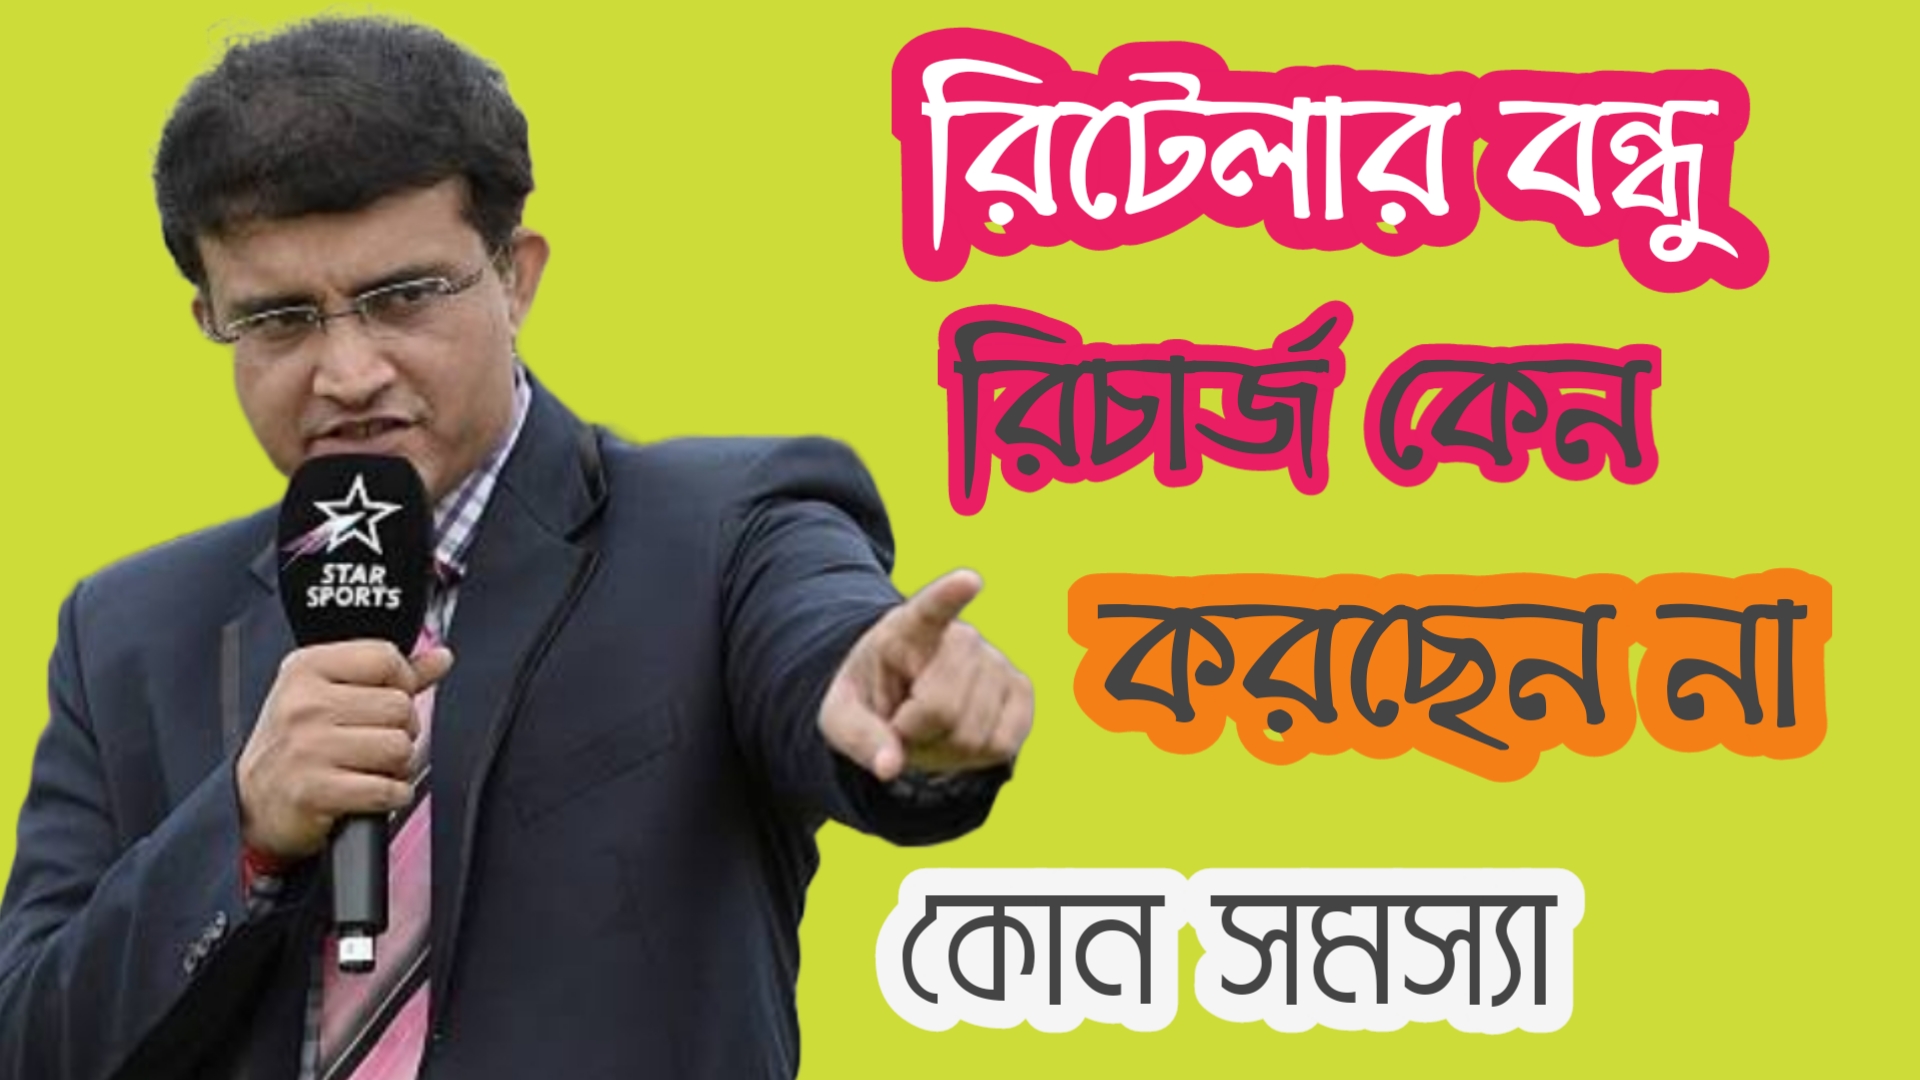 রিটেলার বন্ধু
রিচার্জ কেন
করছেন না
কোন সমস্যা
STAR
SPORTS